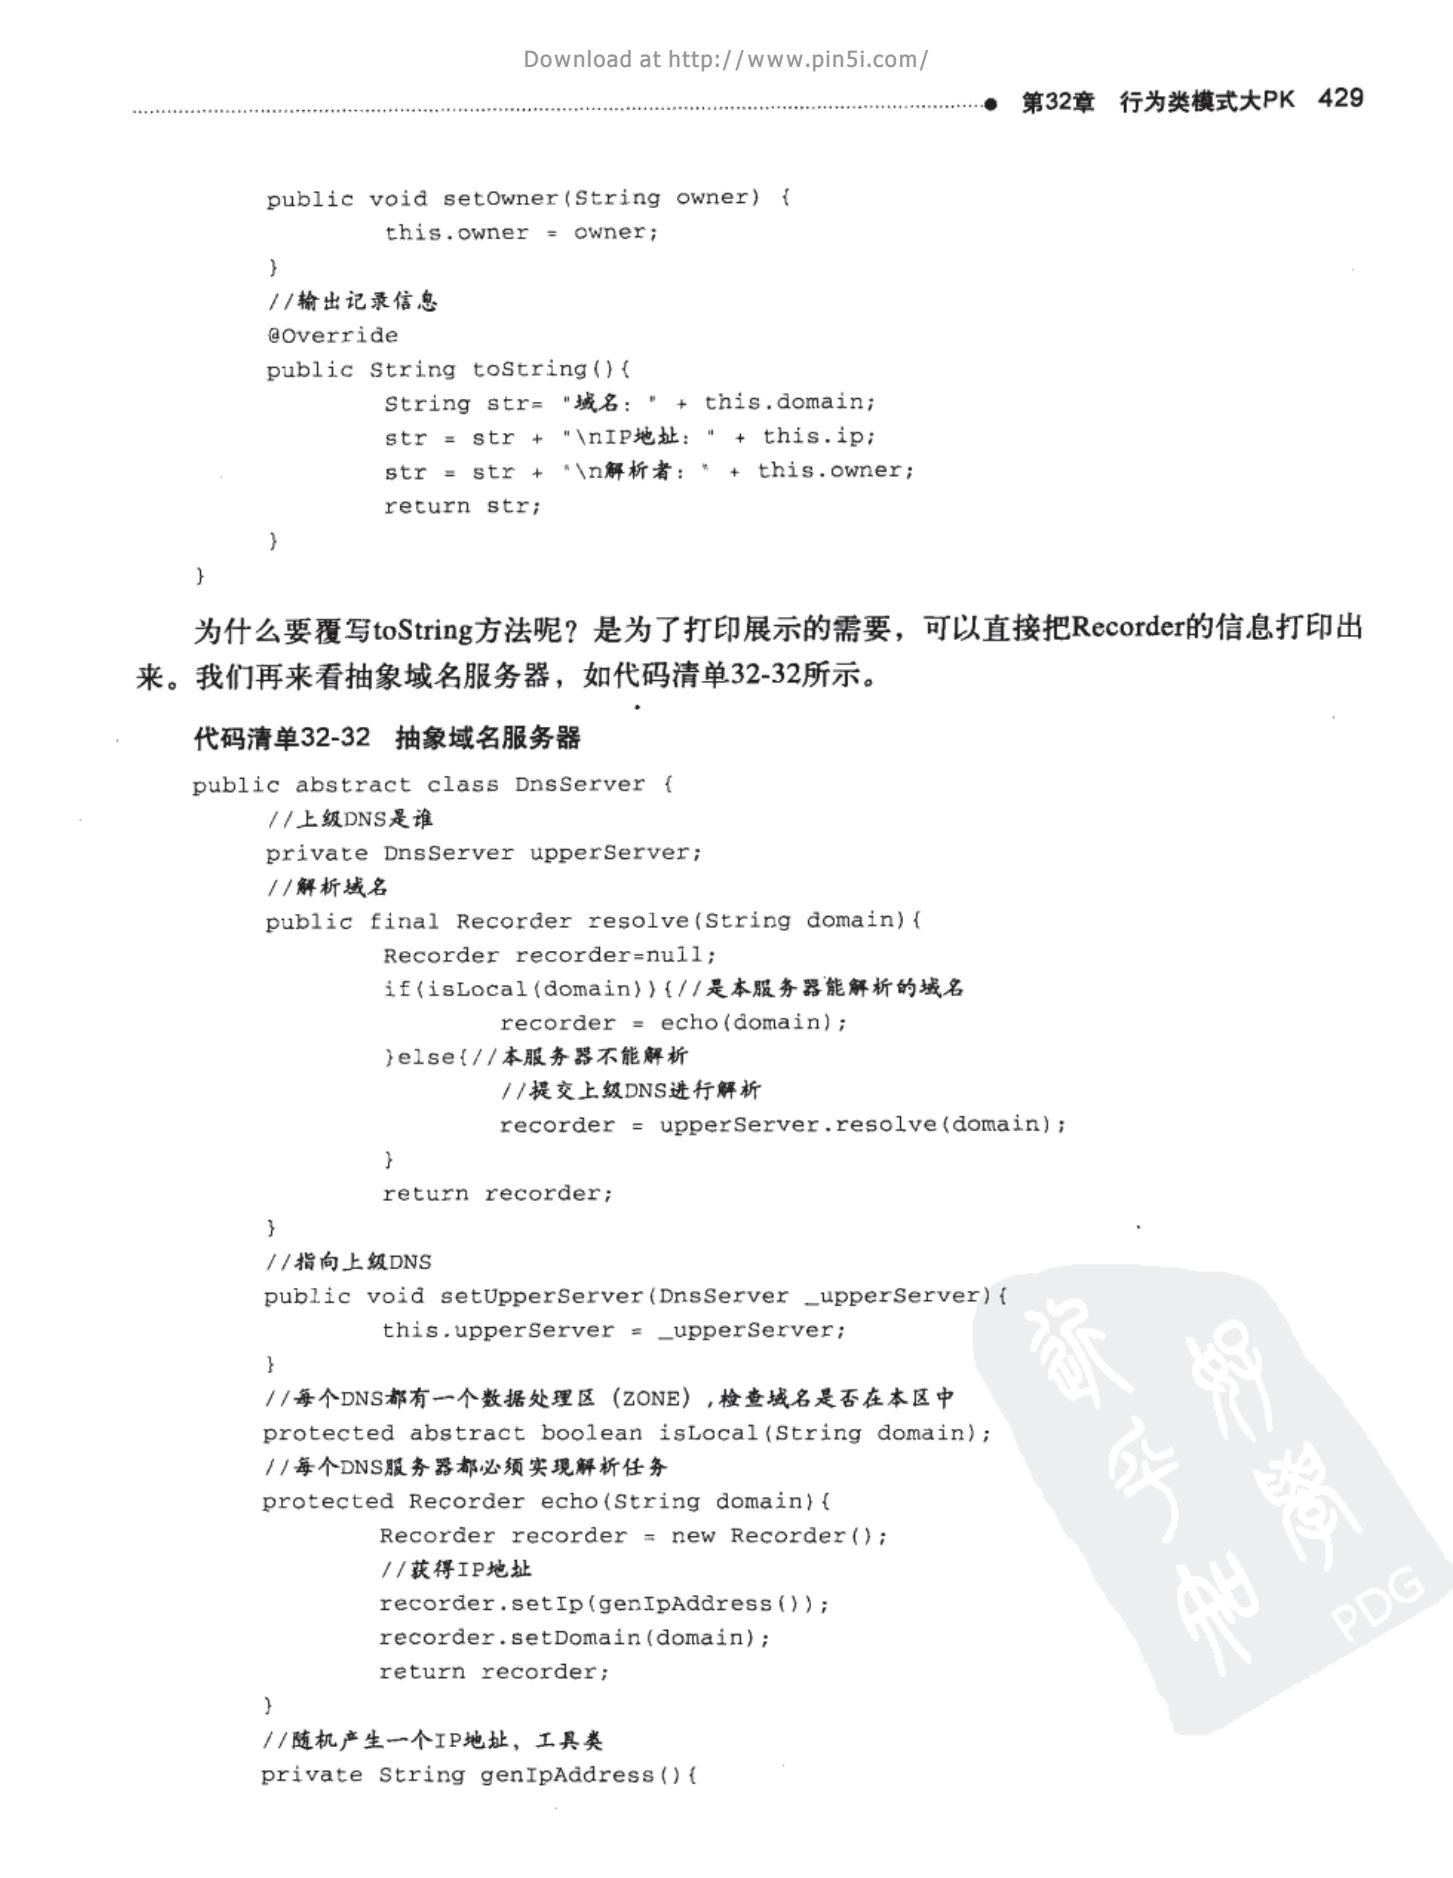 Download at http://www.pin5i.com/
第32章 行为类模式大PK 429
public void setOwner(String owner) {
this.owner = owner;
}
//输出记录信息
@Override
public String toString(){
String str= "域名：" + this.domain;
str = str + "\nIP地址：" + this.ip;
str = str + "\n解析者：" + this.owner;
return str;
}
}
为什么要覆写toString方法呢？是为了打印展示的需要，可以直接把Recorder的信息打印出
来。我们再来看抽象域名服务器，如代码清单32-32所示。
代码清单32-32 抽象域名服务器
public abstract class DnsServer {
//上级DNS是谁
private DnsServer upperServer;
//解析域名
public final Recorder resolve(String domain){
Recorder recorder=null;
if(isLocal(domain)){//是本服务器能解析的域名
recorder = echo(domain);
}else{//本服务器不能解析
//提交上级DNS进行解析
recorder = upperServer.resolve(domain);
}
return recorder;
}
//指向上级DNS
public void setUpperServer(DnsServer _upperServer){
this.upperServer = _upperServer;
}
//每个DNS都有一个数据处理区（ZONE）,检查域名是否在本区中
protected abstract boolean isLocal(String domain);
//每个DNS服务器都必须实现解析任务
protected Recorder echo(String domain){
Recorder recorder = new Recorder();
//获得IP地址
recorder.setIp(genIpAddress());
recorder.setDomain(domain);
return recorder;
}
//随机产生一个IP地址，工具类
private String genIpAddress(){
PDG